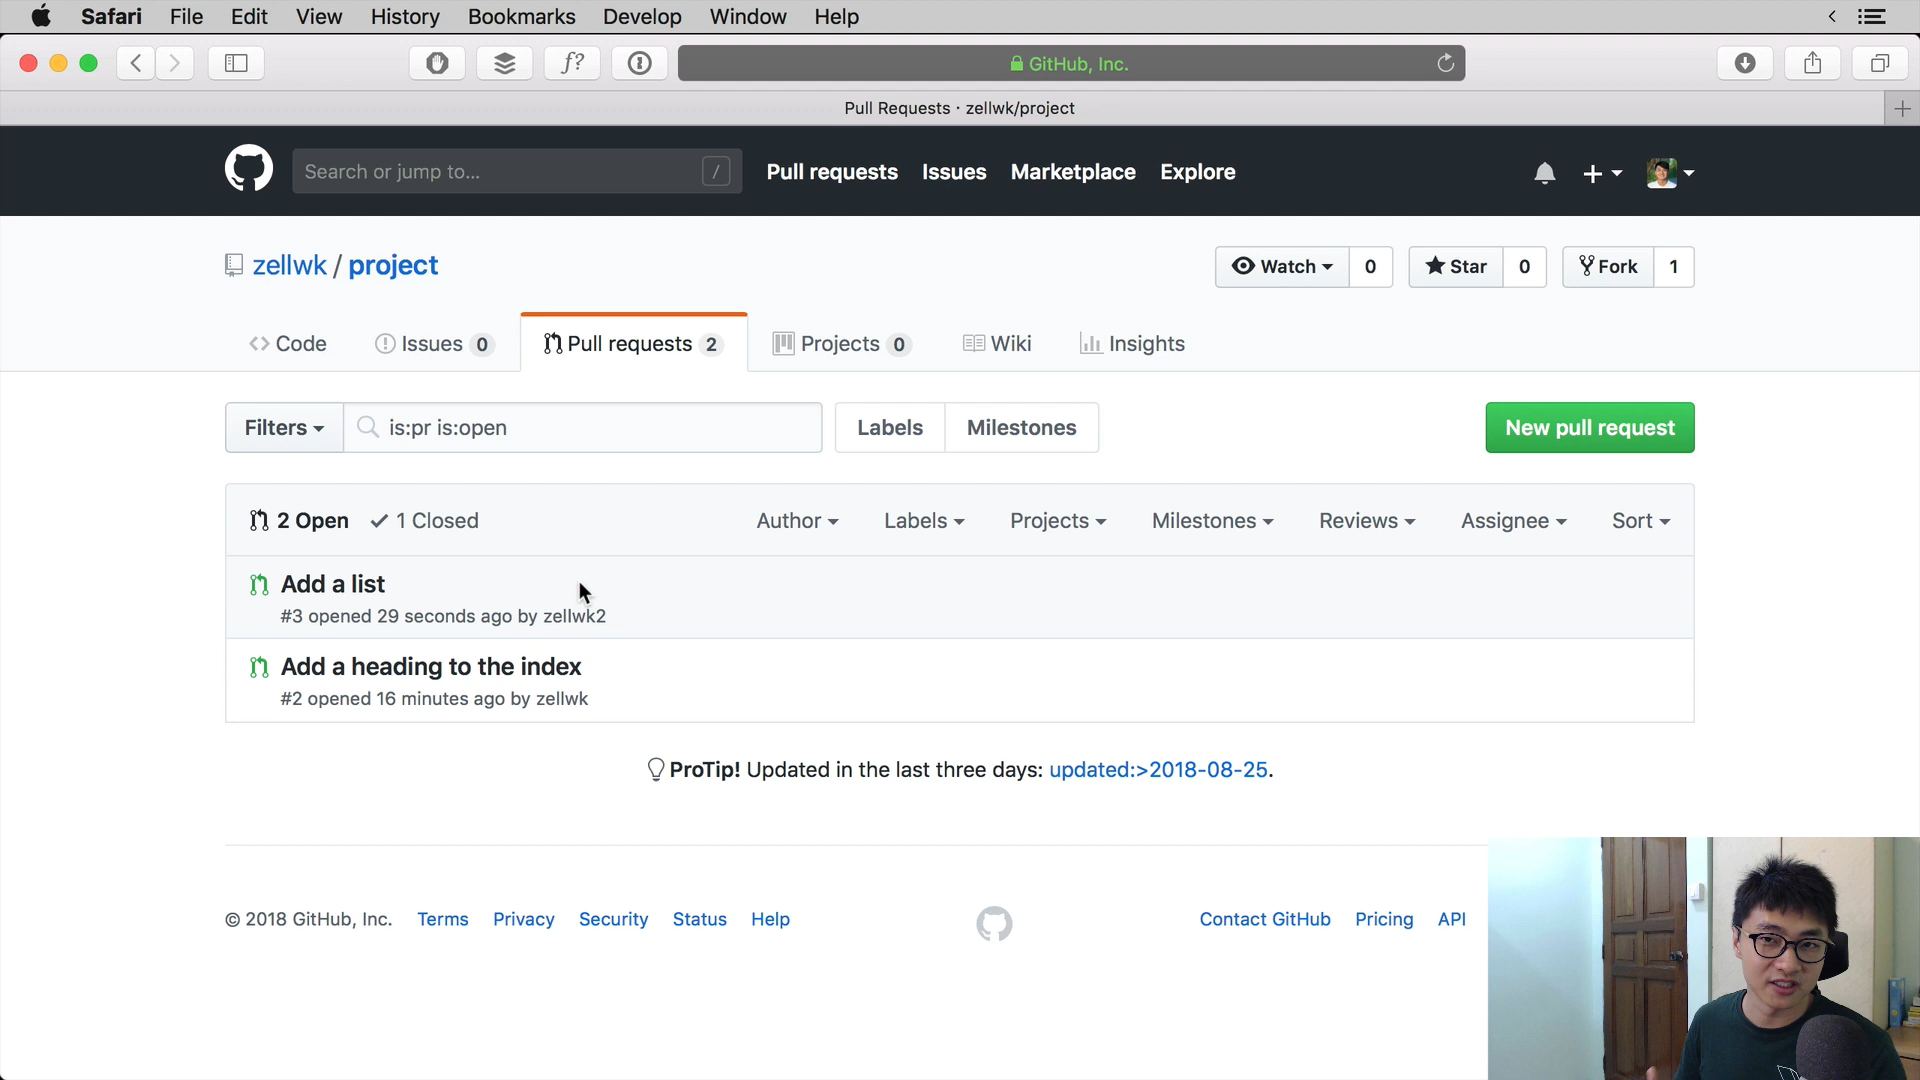 Safari File Edit View History Bookmarks Develop Window Help
f?
GitHub, Inc.
Pull Requests · zellwk/project
Search or jump to... /
Pull requests Issues Marketplace Explore
zellwk / project
Watch 0 Star 0 Fork 1
Code Issues 0 Pull requests 2 Projects 0 Wiki Insights
Filters is:pr is:open Labels Milestones New pull request
2 Open 1 Closed Author Labels Projects Milestones Reviews Assignee Sort
Add a list
#3 opened 29 seconds ago by zellwk2
Add a heading to the index
#2 opened 16 minutes ago by zellwk
ProTip! Updated in the last three days: updated:>2018-08-25.
© 2018 GitHub, Inc. Terms Privacy Security Status Help Contact GitHub Pricing API